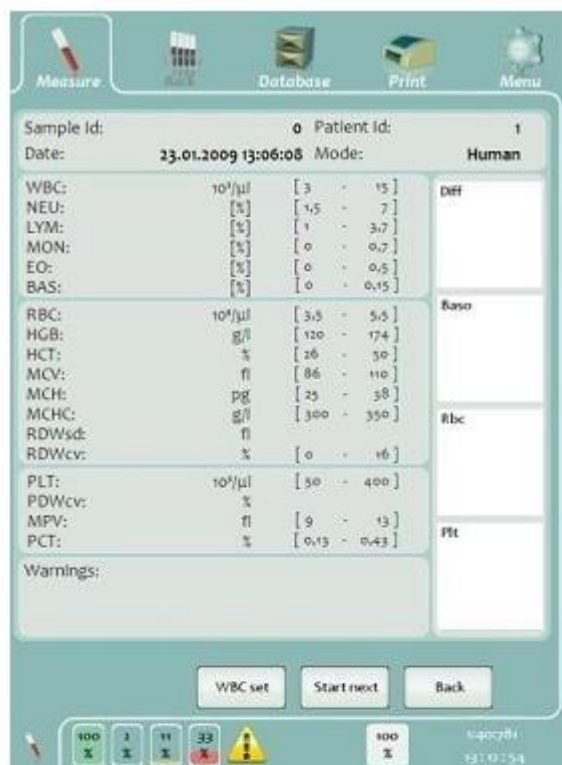 Measure
Database
Print
Menu
Sample Id: 0 Patient Id: 1
Date: 23.01.2009 13:06:08 Mode: Human
WBC: 10³/µl [ 3 - 15 ]
NEU: [%] [ 1,5 - 7 ]
LYM: [%] [ 1 - 3,7 ]
MON: [%] [ 0 - 0,7 ]
EO: [%] [ 0 - 0,5 ]
BAS: [%] [ 0 - 0,15 ]
Diff
RBC: 10⁶/µl [ 3,5 - 5,5 ]
HGB: g/l [ 120 - 174 ]
HCT: % [ 26 - 50 ]
MCV: fl [ 86 - 110 ]
MCH: pg [ 25 - 38 ]
MCHC: g/l [ 300 - 350 ]
RDWsd: fl
RDWcv: % [ 0 - 16 ]
Baso
Rbc
PLT: 10³/µl [ 50 - 400 ]
PDWcv: %
MPV: fl [ 9 - 13 ]
PCT: % [ 0,13 - 0,43 ]
Plt
Warnings:
WBC set
Start next
Back
100 %
3 %
11 %
33 %
100 %
13:12:54